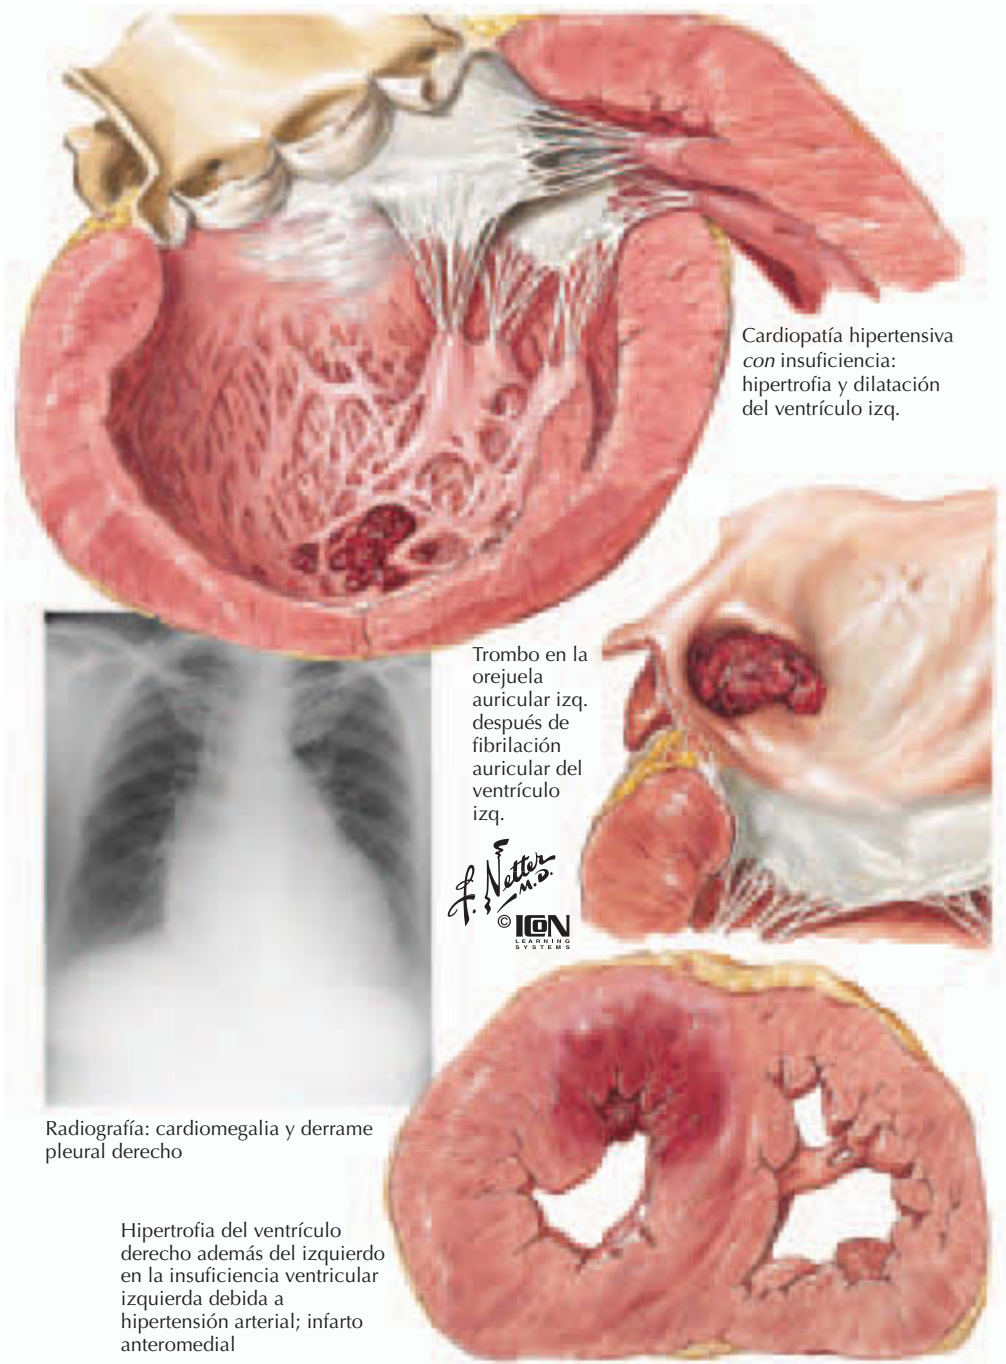 Cardiopatía hipertensiva
con insuficiencia:
hipertrofia y dilatación
del ventrículo izq.
Trombo en la
orejuela
auricular izq.
después de
fibrilación
auricular del
ventrículo
izq.
F. Netter
M.D.
© ICON
LEARNING
SYSTEMS
Radiografía: cardiomegalia y derrame
pleural derecho
Hipertrofia del ventrículo
derecho además del izquierdo
en la insuficiencia ventricular
izquierda debida a
hipertensión arterial; infarto
anteromedial